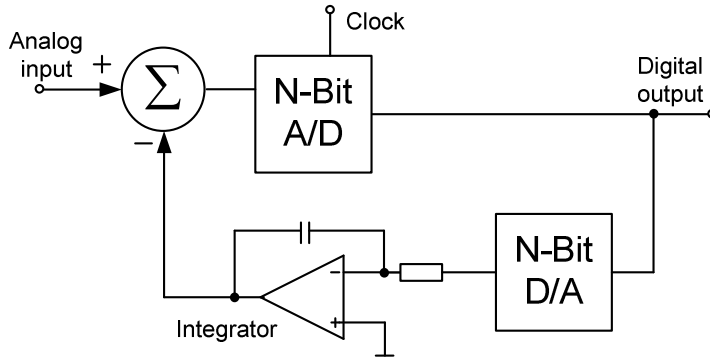 Clock
Analog
input
+
Σ
−
N-Bit
A/D
Digital
output
N-Bit
D/A
−
+
Integrator